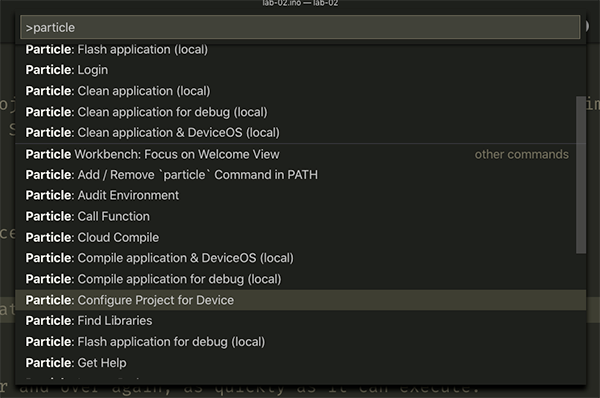 lab-02.ino — lab-02
>particle
Particle: Flash application (local)
Particle: Login
Particle: Clean application (local)
Particle: Clean application for debug (local)
Particle: Clean application & DeviceOS (local)
Particle Workbench: Focus on Welcome View other commands
Particle: Add / Remove `particle` Command in PATH
Particle: Audit Environment
Particle: Call Function
Particle: Cloud Compile
Particle: Compile application & DeviceOS (local)
Particle: Compile application for debug (local)
Particle: Configure Project for Device
Particle: Find Libraries
Particle: Flash application for debug (local)
Particle: Get Help
r and over again, as quickly as it can execute.